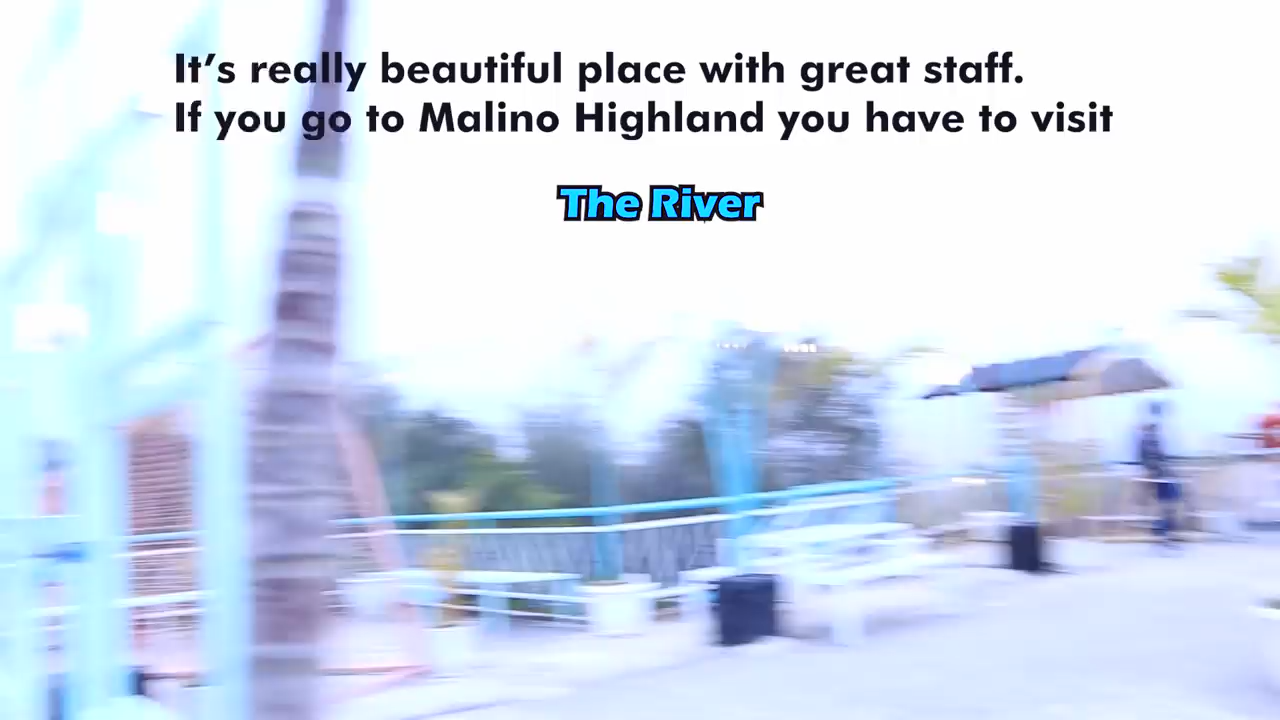 It’s really beautiful place with great staff.
If you go to Malino Highland you have to visit
The River